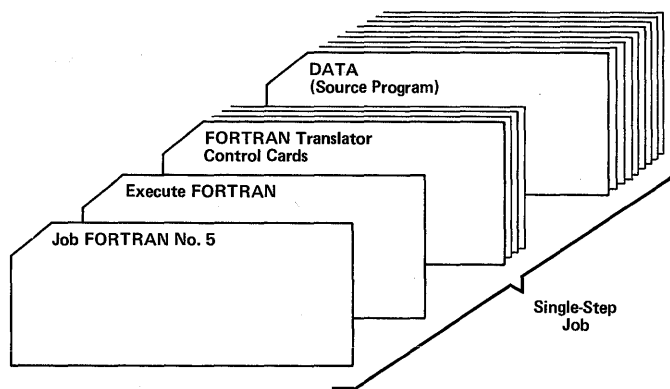 DATA
(Source Program)
FORTRAN Translator
Control Cards
Execute FORTRAN
Job FORTRAN No. 5
Single-Step
Job